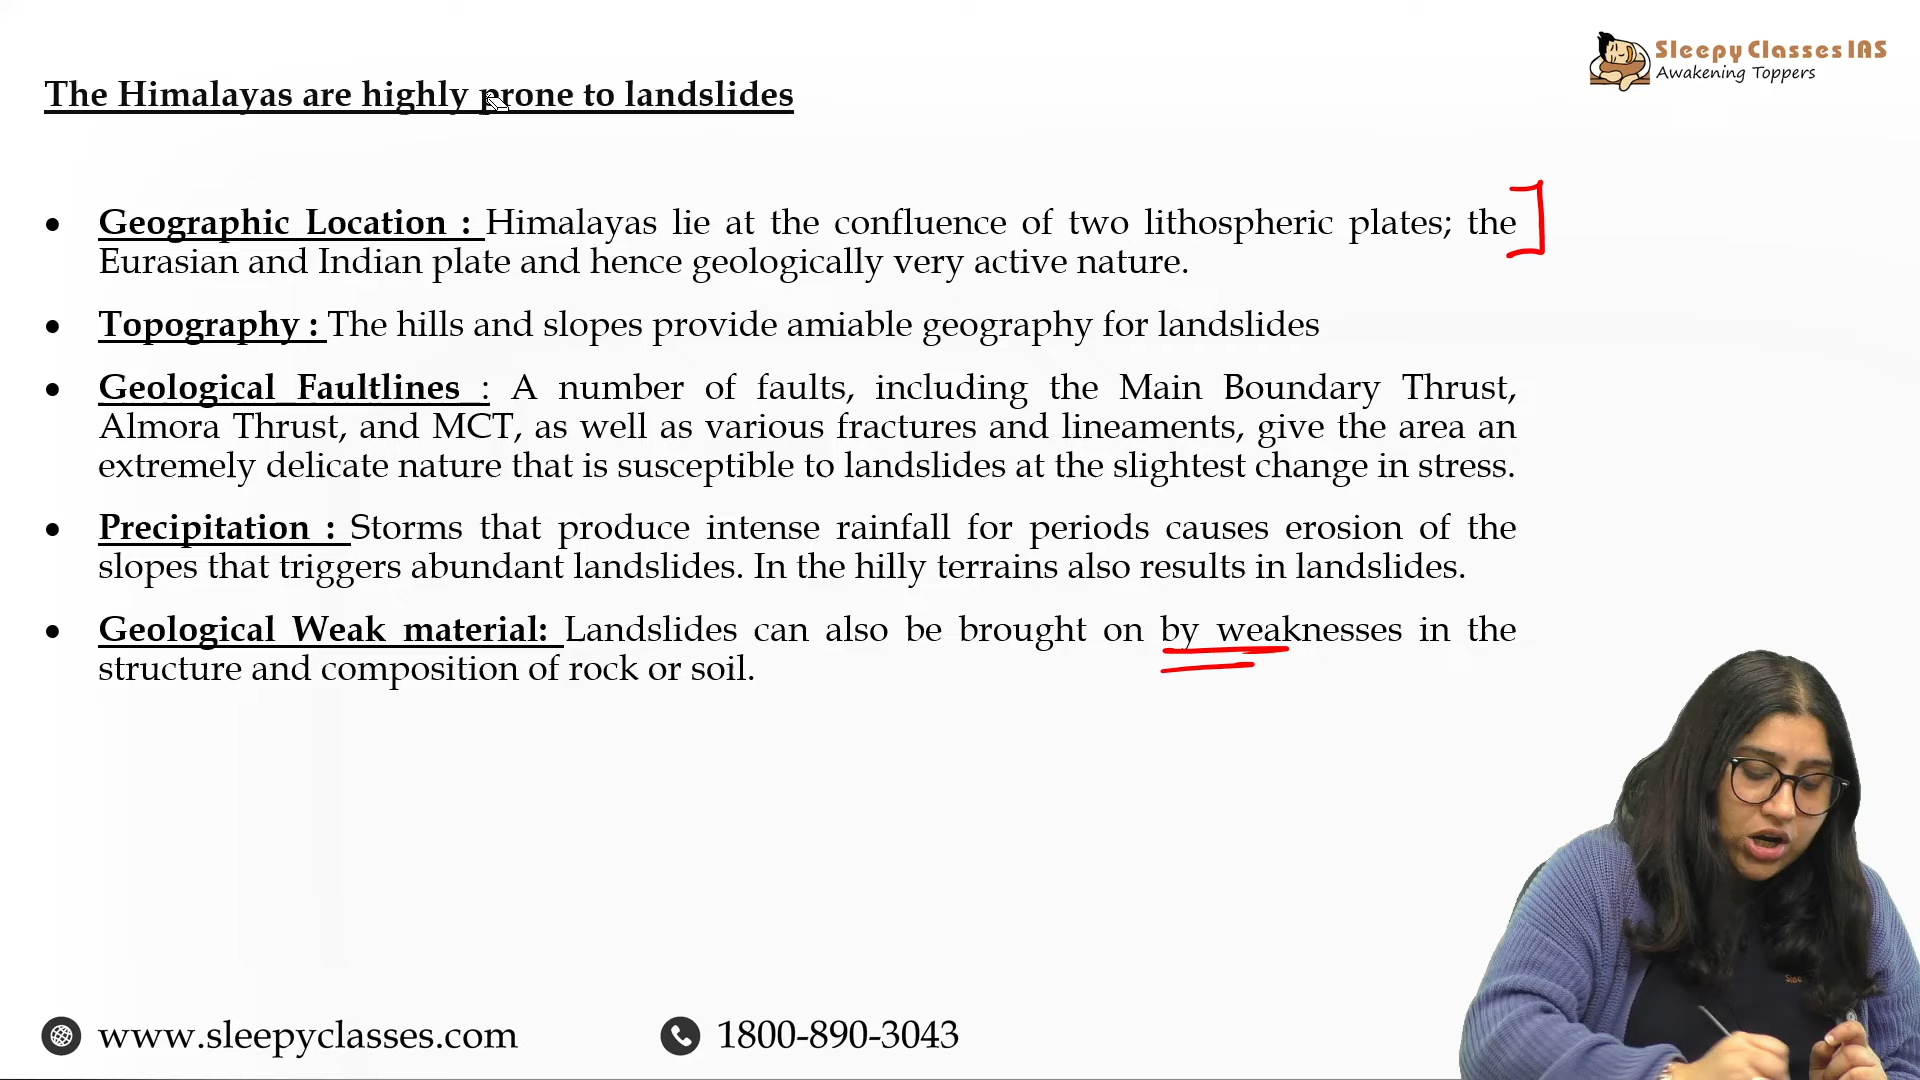 Sleepy Classes IAS
Awakening Toppers
The Himalayas are highly prone to landslides
• Geographic Location : Himalayas lie at the confluence of two lithospheric plates; the
Eurasian and Indian plate and hence geologically very active nature.
• Topography : The hills and slopes provide amiable geography for landslides
• Geological Faultlines : A number of faults, including the Main Boundary Thrust,
Almora Thrust, and MCT, as well as various fractures and lineaments, give the area an
extremely delicate nature that is susceptible to landslides at the slightest change in stress.
• Precipitation : Storms that produce intense rainfall for periods causes erosion of the
slopes that triggers abundant landslides. In the hilly terrains also results in landslides.
• Geological Weak material: Landslides can also be brought on by weaknesses in the
structure and composition of rock or soil.
www.sleepyclasses.com
1800-890-3043